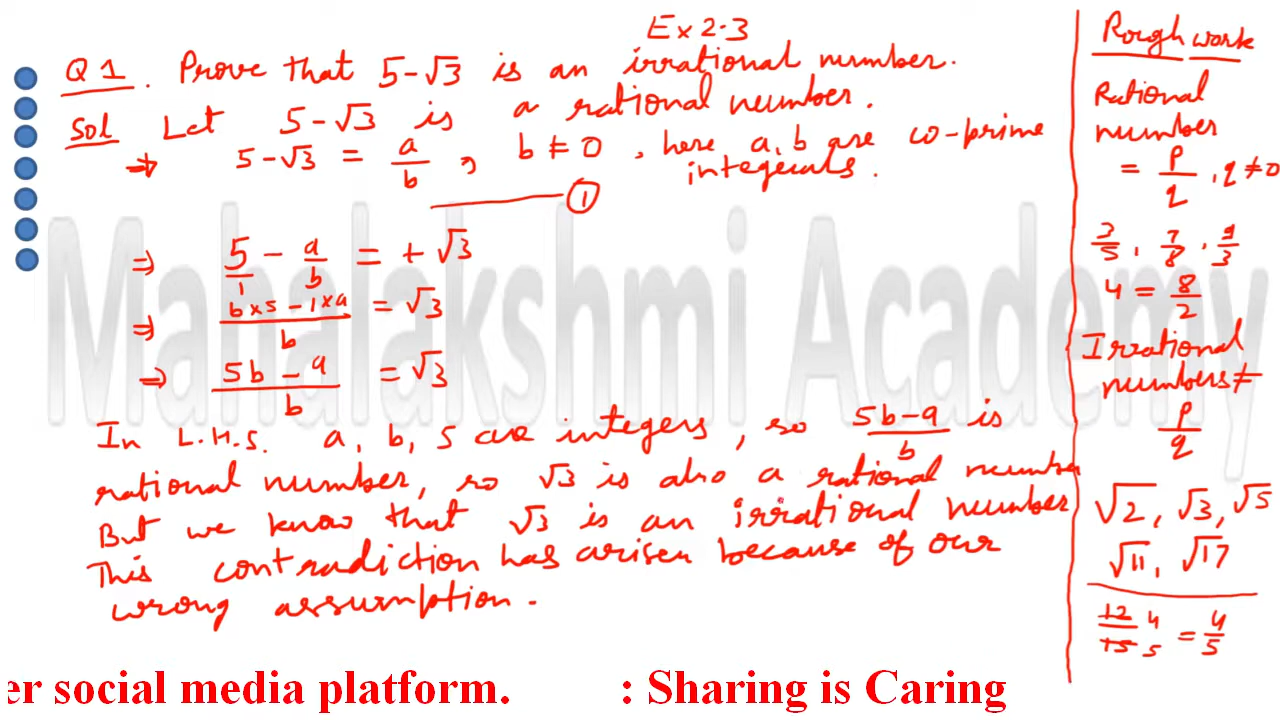 Ex 2.3
Q1. Prove that 5-√3 is an irrational number.
Sol Let 5-√3 is a rational number.
⇒ 5-√3 = a/b, b ≠ 0, here a, b are co-prime
integerals.
①
⇒ 5/1 - a/b = +√3
⇒ b×5-1×a/b = √3
⇒ 5b-a/b = √3
In L.H.S. a, b, 5 are integers, so 5b-a/b is
rational number, so √3 is also a rational number
But we know that √3 is an irrational number
This contradiction has arisen because of our
wrong assumption.
Rough work
Rational
number
= p/q, q≠0
3/5, 7/8, 9/3
4 = 8/2
Irrational
numbers ≠
p/q
√2, √3, √5
√11, √17
12/15 4/5 = 4/5
Mahalakshmi Academy
er social media platform. : Sharing is Caring